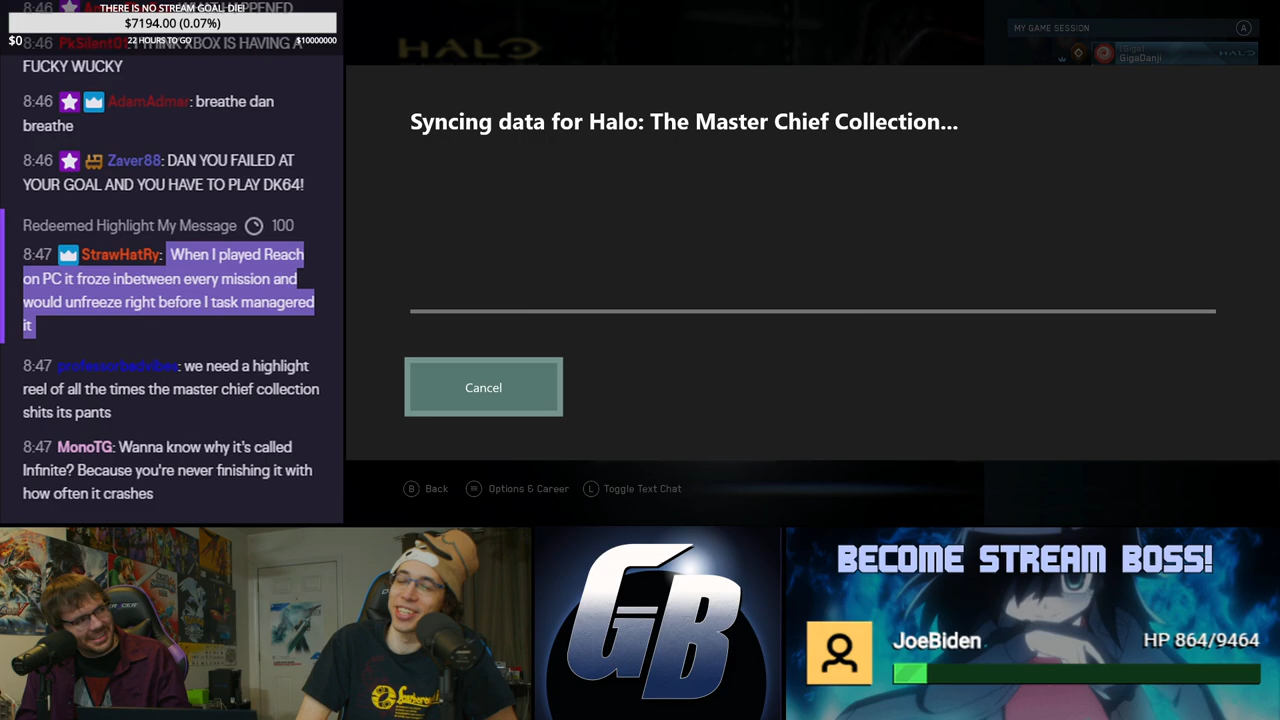 THERE IS NO STREAM GOAL, DIE!
$7194.00 (0.07%)
$0
22 HOURS TO GO
$10000000
8:46 PkSilent01: I THINK XBOX IS HAVING A
FUCKY WUCKY
8:46 AdamAdmar: breathe dan
breathe
8:46 Zaver88: DAN YOU FAILED AT
YOUR GOAL AND YOU HAVE TO PLAY DK64!
Redeemed Highlight My Message 100
8:47 StrawHatRy: When I played Reach
on PC it froze inbetween every mission and
would unfreeze right before I task managered
it
8:47 professorbadvibes: we need a highlight
reel of all the times the master chief collection
shits its pants
8:47 MonoTG: Wanna know why it's called
Infinite? Because you're never finishing it with
how often it crashes
HALO
MY GAME SESSION
A
[Giga]
GigaDanji
HALO
Syncing data for Halo: The Master Chief Collection...
Cancel
B Back
Options & Career
L Toggle Text Chat
GB
BECOME STREAM BOSS!
JoeBiden
HP 864/9464